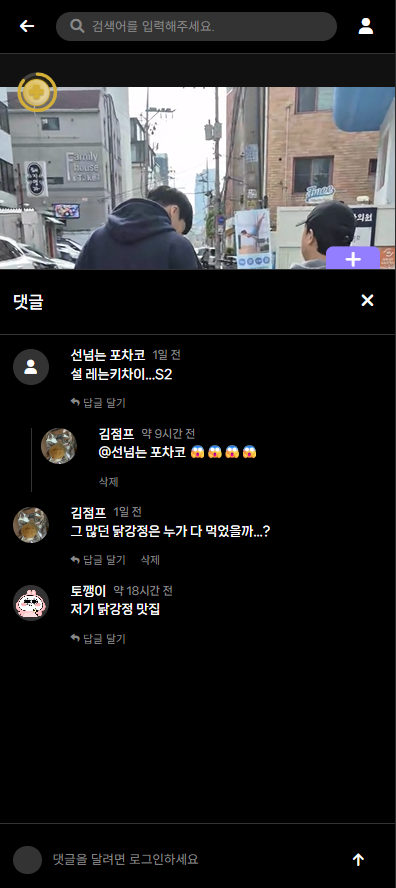 검색어를 입력해주세요.
Family
house
댓글
선넘는 포차코 1일 전
설 레는키차이...S2
답글 달기
김점프 약 9시간 전
@선넘는 포차코 😱😱😱😱
삭제
김점프 1일 전
그 많던 닭강정은 누가 다 먹었을까...?
답글 달기 삭제
토깽이 약 18시간 전
저기 닭강정 맛집
답글 달기
댓글을 달려면 로그인하세요